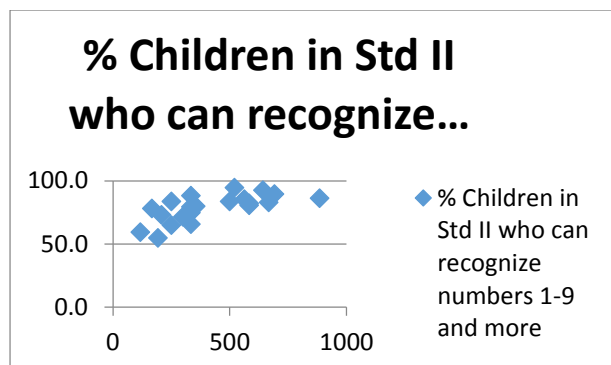 % Children in Std II
who can recognize...
100.0
50.0
0.0
0
500
1000
% Children in
Std II who can
recognize
numbers 1-9
and more